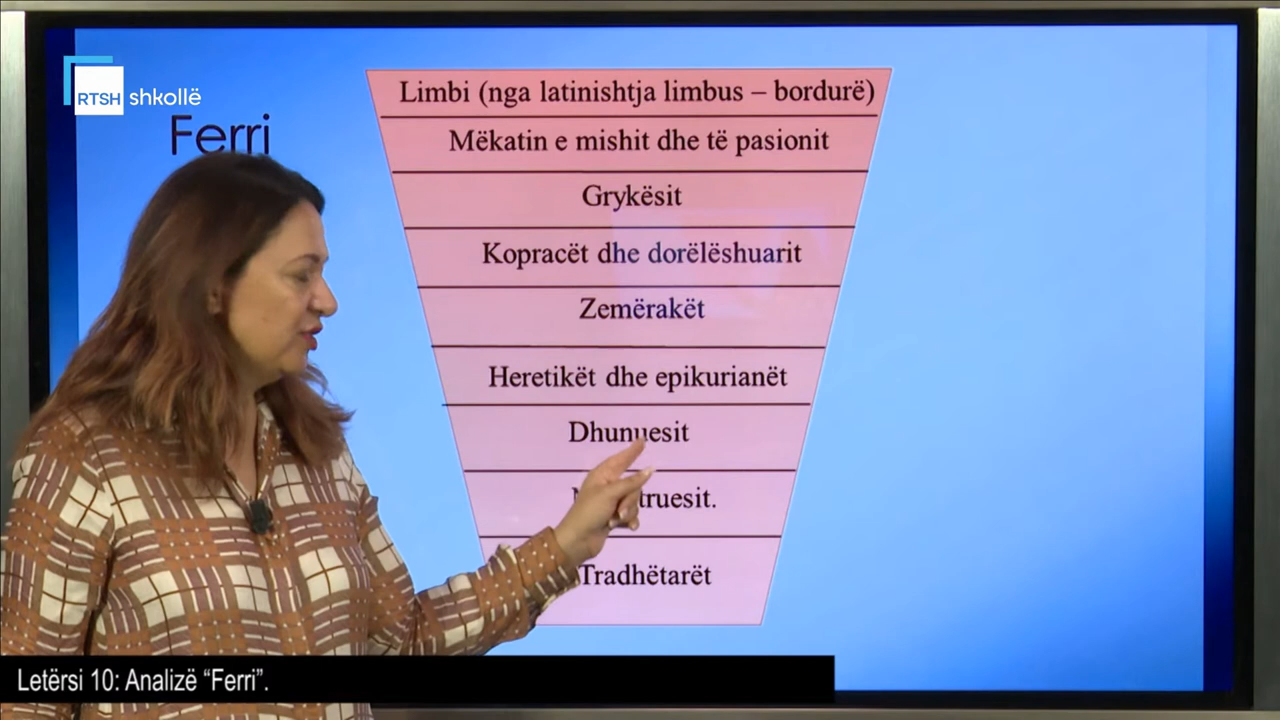 RTSH shkollë
Ferri
Limbi (nga latinishtja limbus – bordurë)
Mëkatin e mishit dhe të pasionit
Grykësit
Kopracët dhe dorëlëshuarit
Zemërakët
Heretikët dhe epikurianët
Dhunuesit
Tradhëtarët
Letërsi 10: Analizë “Ferri”.